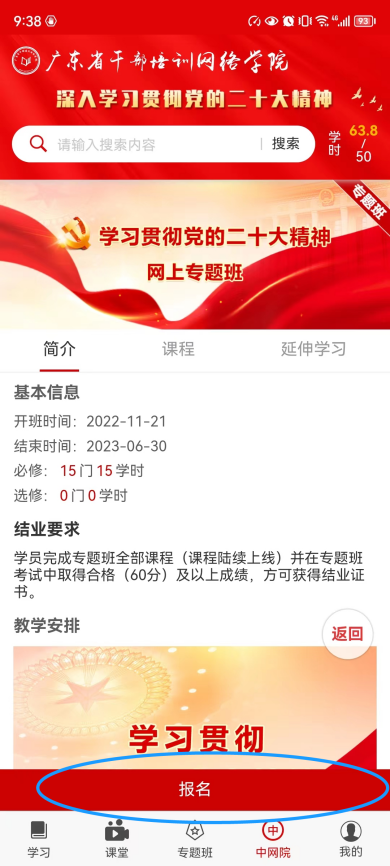 9:38
93
广东省干部培训网络学院
深入学习贯彻党的二十大精神
请输入搜索内容
搜索
学时
63.8
/
50
专题班
学习贯彻党的二十大精神
网上专题班
简介
课程
延伸学习
基本信息
开班时间：2022-11-21
结束时间：2023-06-30
必修：15门15学时
选修：0门0学时
结业要求
学员完成专题班全部课程（课程陆续上线）并在专题班
考试中取得合格（60分）及以上成绩，方可获得结业证
书。
教学安排
返回
学习贯彻
报名
中
学习
课堂
专题班
中网院
我的